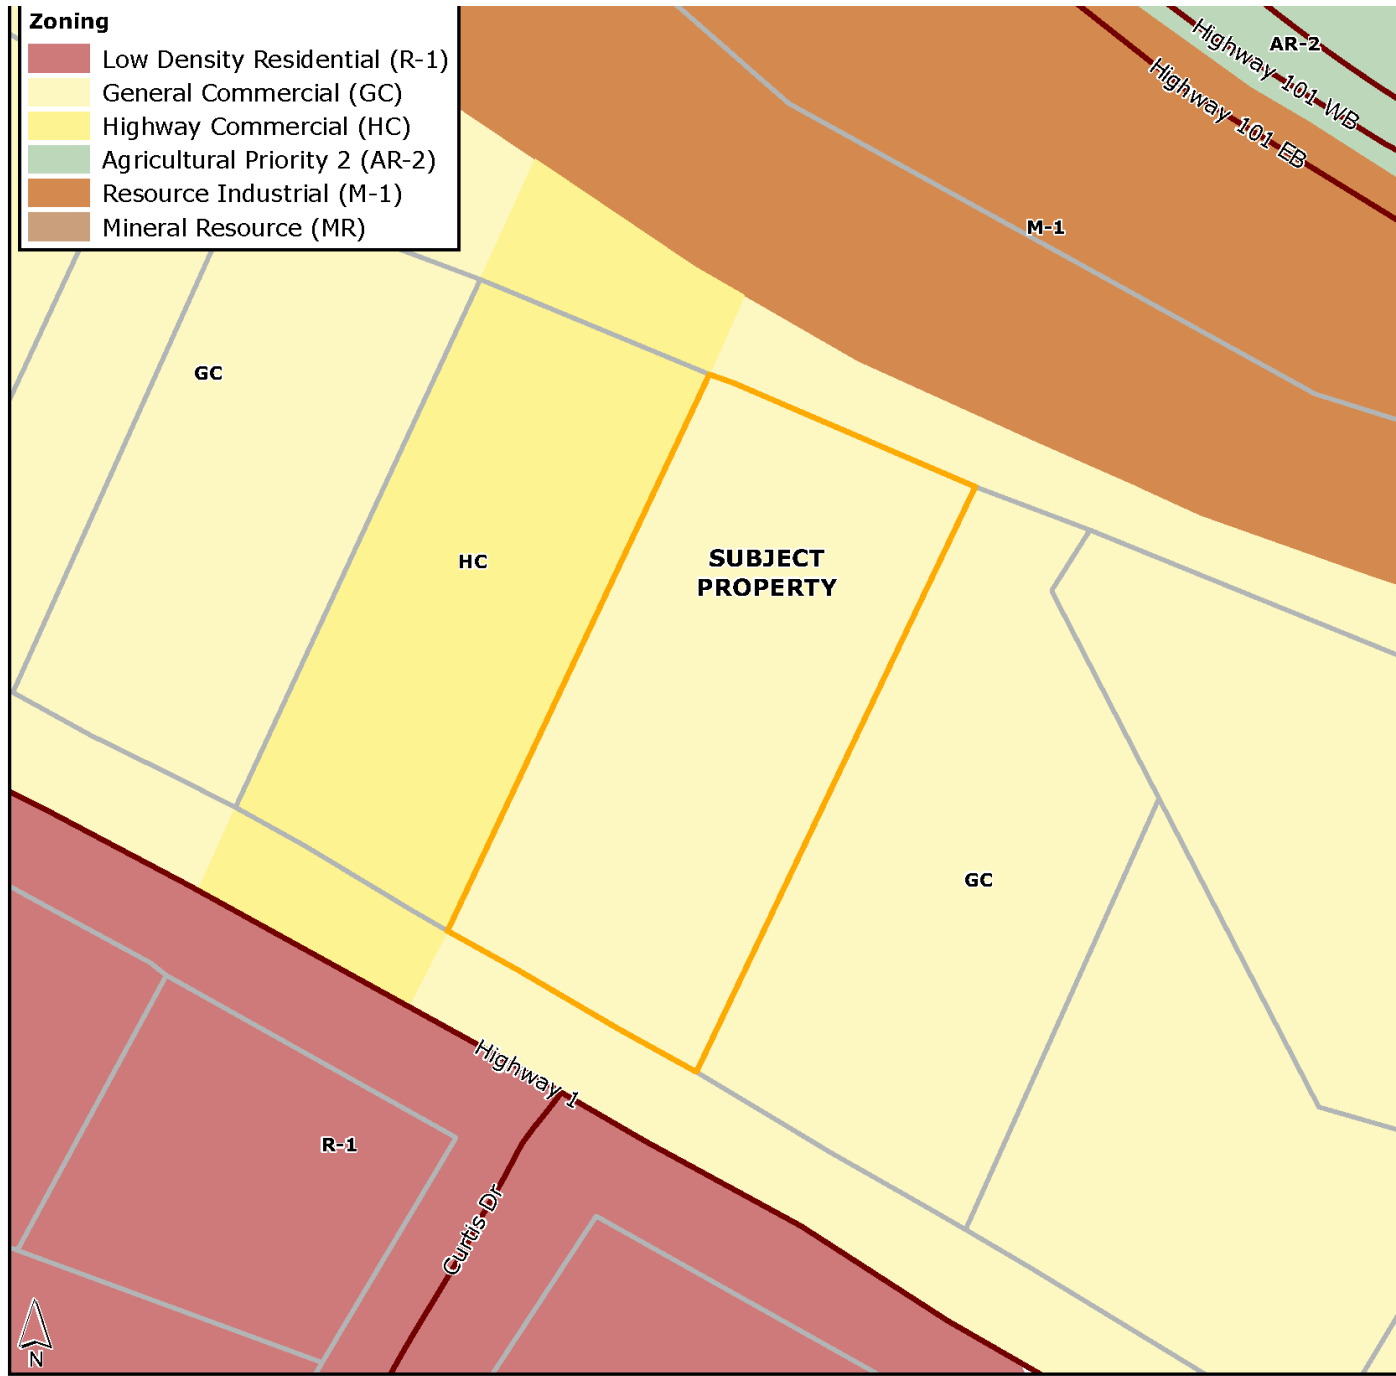 Zoning
Low Density Residential (R-1)
General Commercial (GC)
Highway Commercial (HC)
Agricultural Priority 2 (AR-2)
Resource Industrial (M-1)
Mineral Resource (MR)
AR-2
Highway 101 WB
Highway 101 EB
M-1
GC
HC
SUBJECT
PROPERTY
GC
Highway 1
R-1
Curtis Dr
N